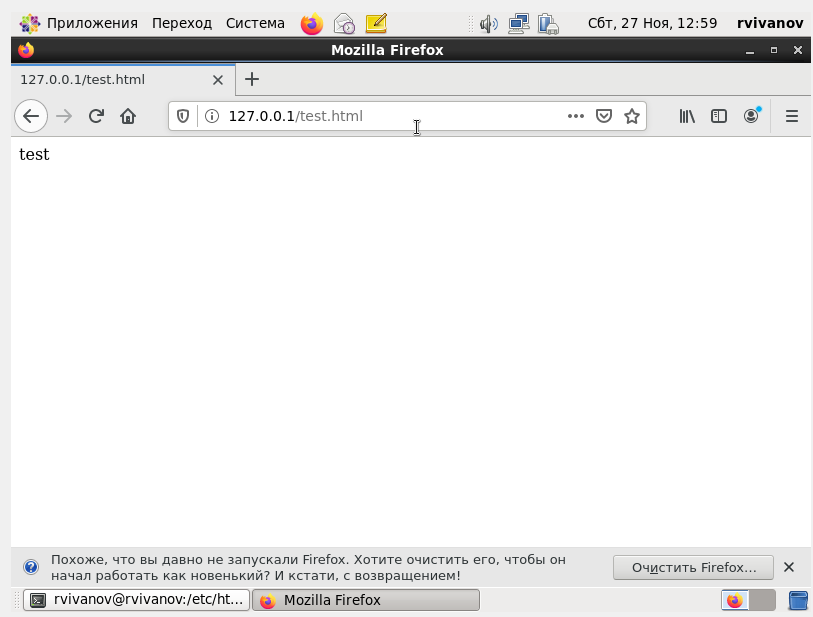 Приложения Переход Система Сбт, 27 Ноя, 12:59 rvivanov
Mozilla Firefox
127.0.0.1/test.html
127.0.0.1/test.html
test
Похоже, что вы давно не запускали Firefox. Хотите очистить его, чтобы он
начал работать как новенький? И кстати, с возвращением!
Очистить Firefox...
rvivanov@rvivanov:/etc/ht... Mozilla Firefox